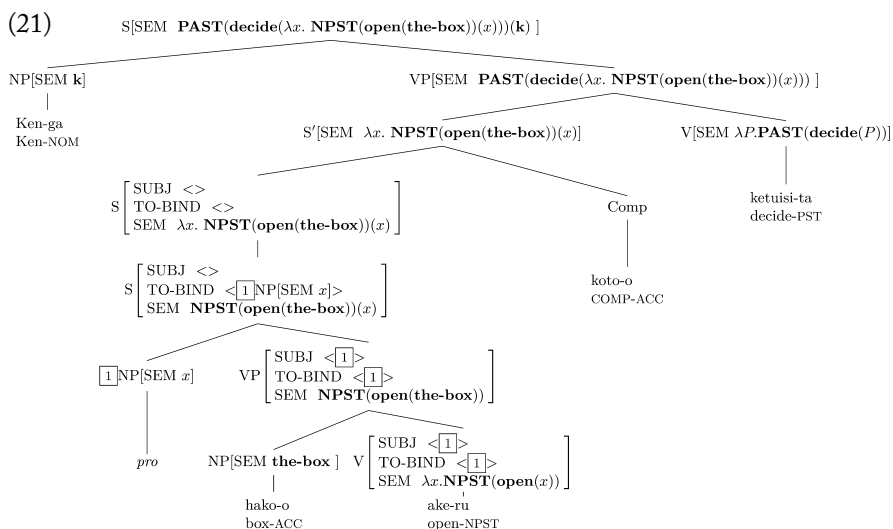 (21)
S[SEM PAST(decide(λx. NPST(open(the-box))(x)))(k) ]
NP[SEM k]
VP[SEM PAST(decide(λx. NPST(open(the-box))(x))) ]
Ken-ga
Ken-NOM
S′[SEM λx. NPST(open(the-box))(x)]
V[SEM λP.PAST(decide(P))]
ketuisi-ta
decide-PST
S
SUBJ <>
TO-BIND <>
SEM λx. NPST(open(the-box))(x)
Comp
koto-o
COMP-ACC
S
SUBJ <>
TO-BIND <1NP[SEM x]>
SEM NPST(open(the-box))(x)
1NP[SEM x]
VP
SUBJ <1>
TO-BIND <1>
SEM NPST(open(the-box))
pro
NP[SEM the-box ]
V
SUBJ <1>
TO-BIND <1>
SEM λx.NPST(open(x))
hako-o
box-ACC
ake-ru
open-NPST